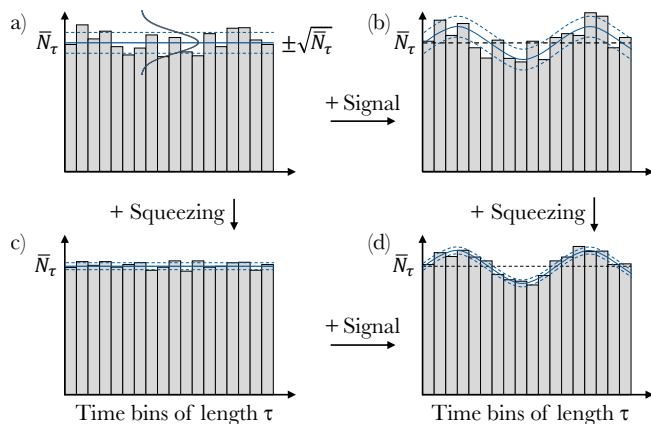 a)
N̅τ
±√N̅τ
+ Signal
(b)
N̅τ
+ Squeezing
+ Squeezing
c)
N̅τ
+ Signal
(d)
N̅τ
Time bins of length τ
Time bins of length τ